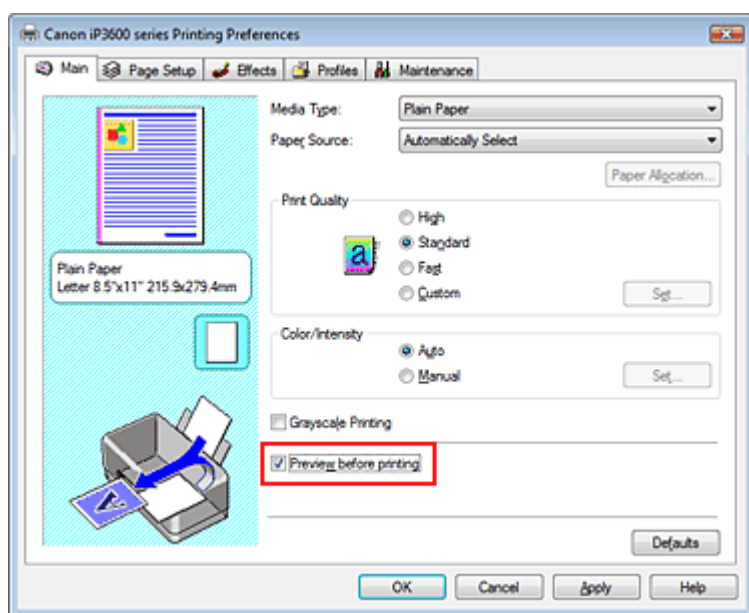 Canon iP3600 series Printing Preferences
Main Page Setup Effects Profiles Maintenance
Media Type: Plain Paper
Paper Source: Automatically Select
Paper Allocation...
Print Quality
High
a Standard
Fast
Custom Set...
Plain Paper
Letter 8.5"x11" 215.9x279.4mm
Color/Intensity
Auto
Manual Set...
Grayscale Printing
Preview before printing
Defaults
OK Cancel Apply Help